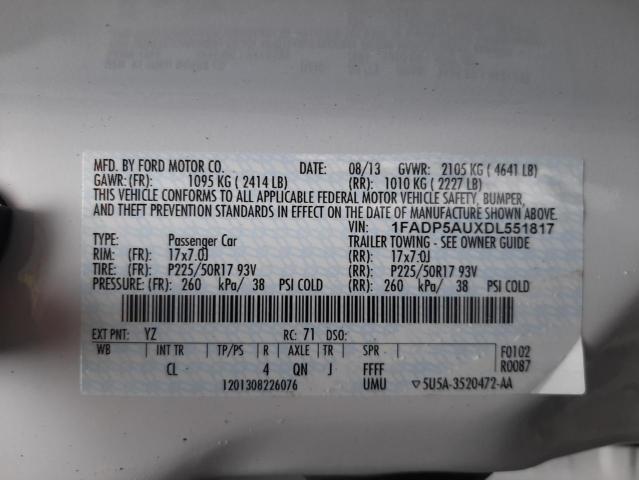 MFD. BY FORD MOTOR CO. DATE: 08/13 GVWR: 2105 KG ( 4641 LB)
GAWR: (FR): 1095 KG ( 2414 LB) (RR): 1010 KG ( 2227 LB)
THIS VEHICLE CONFORMS TO ALL APPLICABLE FEDERAL MOTOR VEHICLE SAFETY, BUMPER,
AND THEFT PREVENTION STANDARDS IN EFFECT ON THE DATE OF MANUFACTURE SHOWN ABOVE.
VIN: 1FADP5AUXDL551817
TYPE: Passenger Car TRAILER TOWING - SEE OWNER GUIDE
RIM: (FR): 17x7.0J (RR): 17x7.0J
TIRE: (FR): P225/50R17 93V (RR): P225/50R17 93V
PRESSURE: (FR): 260 kPa/ 38 PSI COLD (RR): 260 kPa/ 38 PSI COLD
EXT PNT: YZ RC: 71 DSO:
WB INT TR TP/PS R AXLE TR SPR F0102
CL 4 QN J FFFF R0087
1201308226076 UMU ▽5U5A-3520472-AA